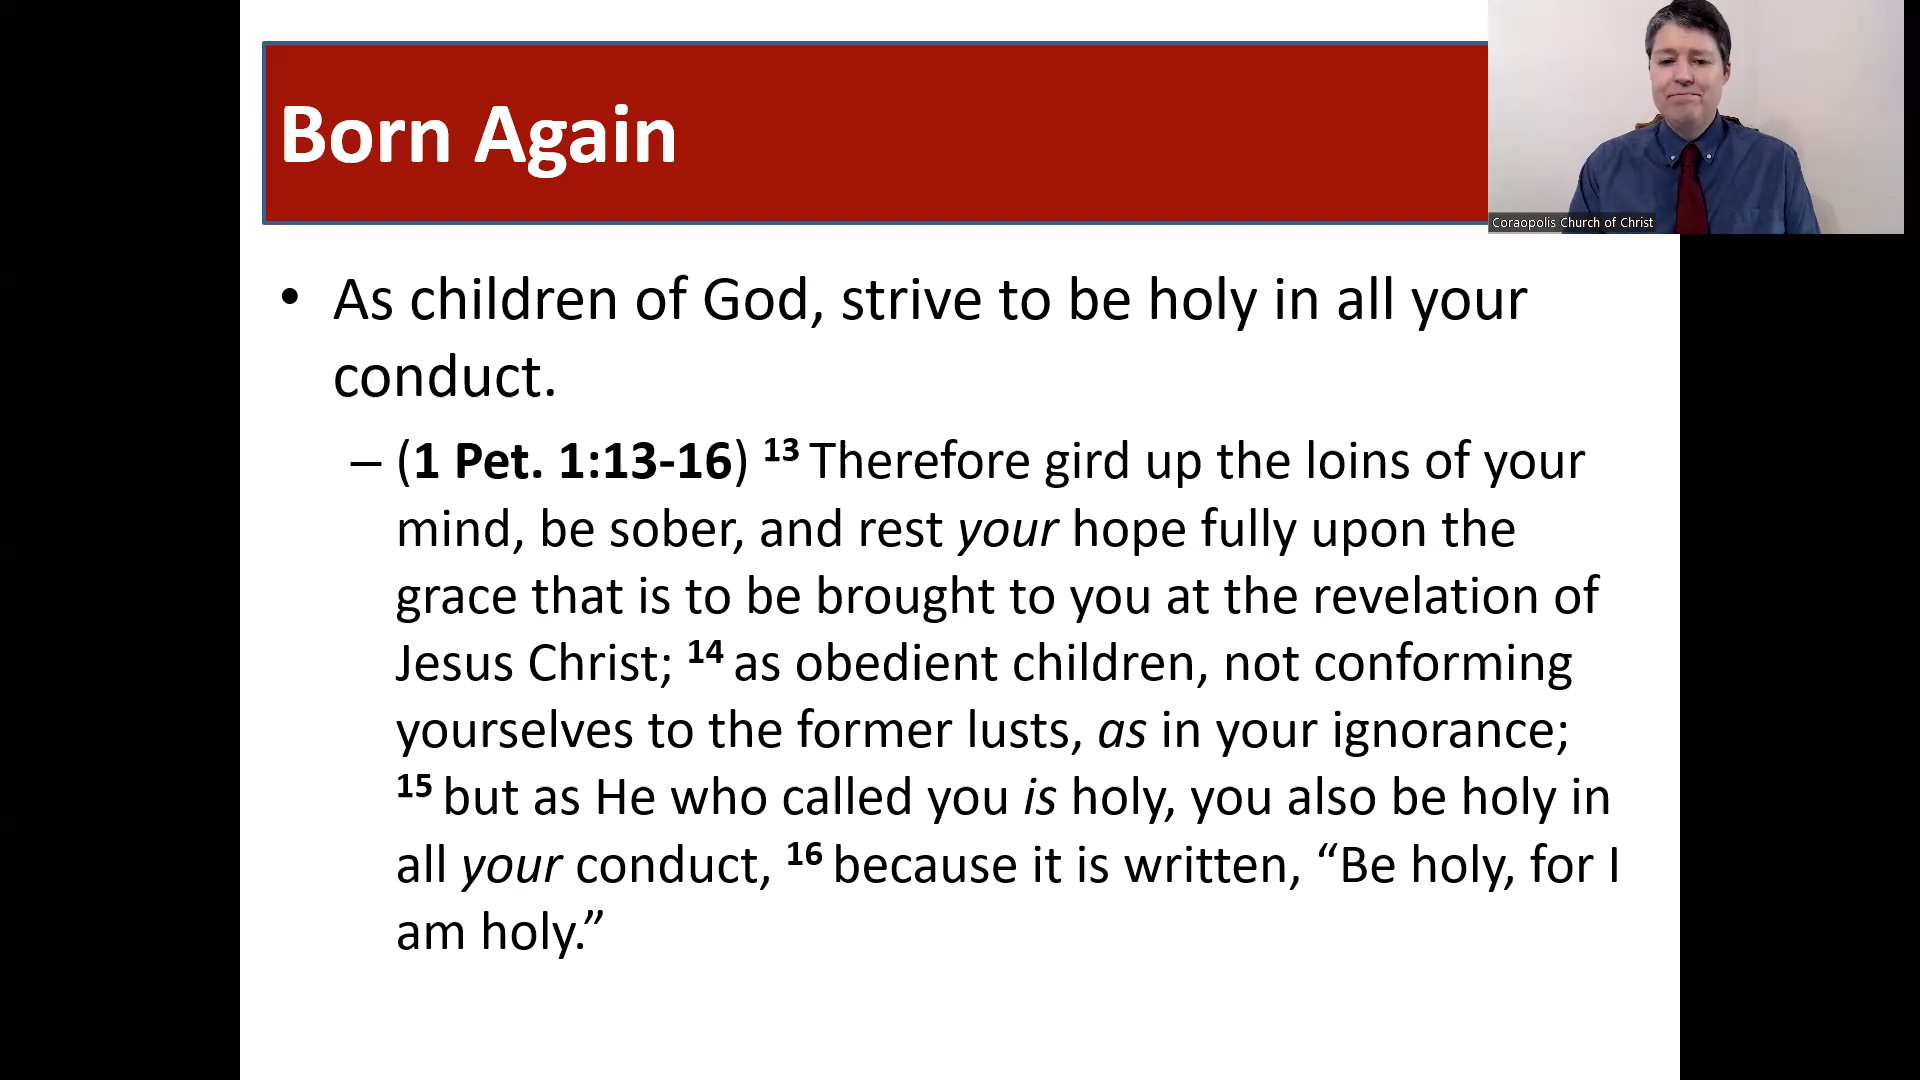 Born Again
Coraopolis Church of Christ
• As children of God, strive to be holy in all your
conduct.
– (1 Pet. 1:13-16) 13 Therefore gird up the loins of your
mind, be sober, and rest your hope fully upon the
grace that is to be brought to you at the revelation of
Jesus Christ; 14 as obedient children, not conforming
yourselves to the former lusts, as in your ignorance;
15 but as He who called you is holy, you also be holy in
all your conduct, 16 because it is written, “Be holy, for I
am holy.”